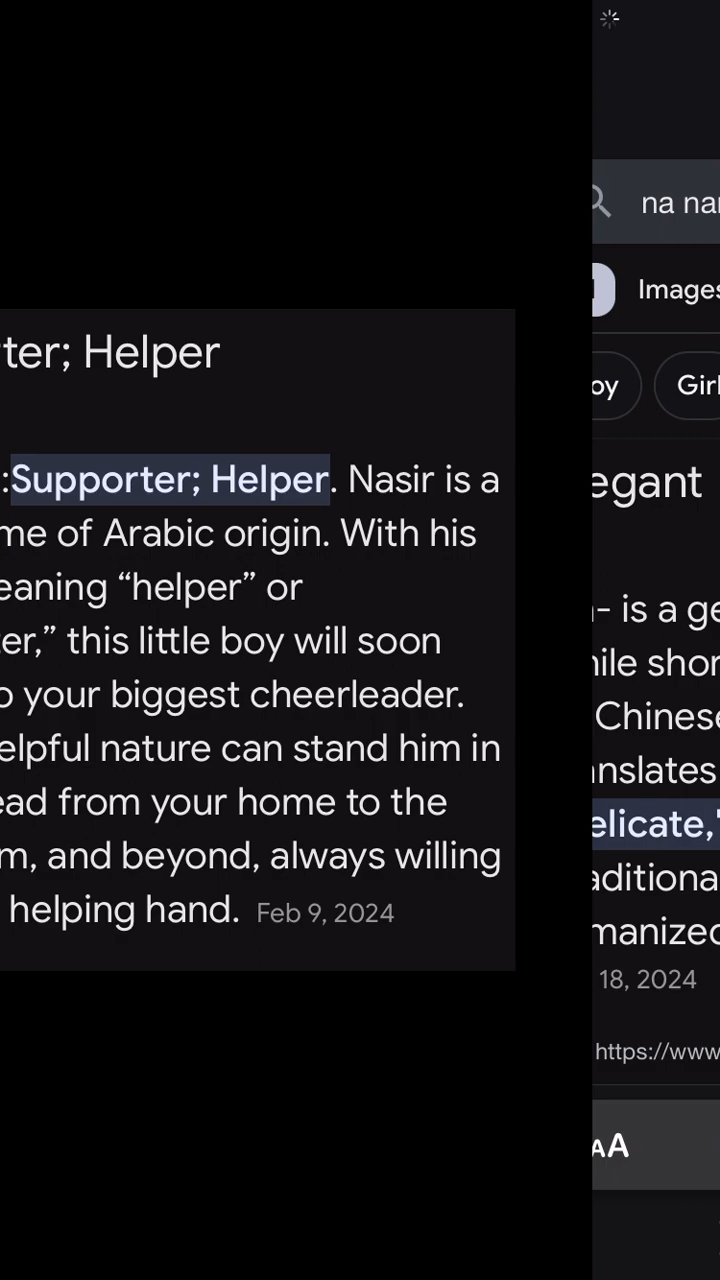 rter; Helper
:Supporter; Helper. Nasir is a
me of Arabic origin. With his
eaning “helper” or
ter,” this little boy will soon
o your biggest cheerleader.
elpful nature can stand him in
ead from your home to the
m, and beyond, always willing
helping hand. Feb 9, 2024
na nar
Images
oy
Girl
egant
- is a ge
hile shor
Chinese
anslates
elicate,"
aditiona
manized
18, 2024
https://www
AA